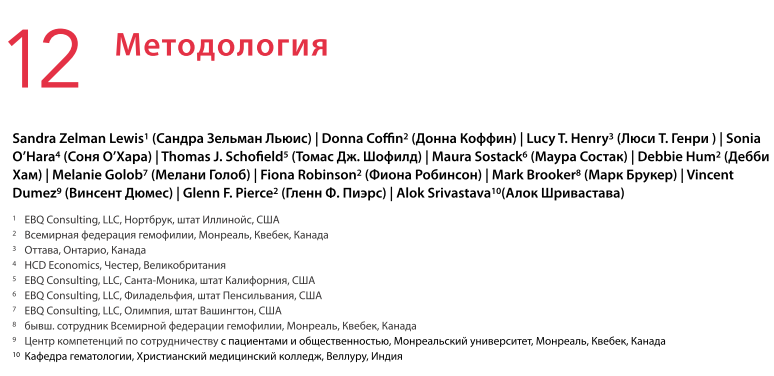 12 Методология
Sandra Zelman Lewis¹ (Сандра Зельман Льюис) | Donna Coffin² (Донна Коффин) | Lucy T. Henry³ (Люси Т. Генри ) | Sonia
O’Hara⁴ (Соня О’Хара) | Thomas J. Schofield⁵ (Томас Дж. Шофилд) | Maura Sostack⁶ (Маура Состак) | Debbie Hum² (Дебби
Хам) | Melanie Golob⁷ (Мелани Голоб) | Fiona Robinson² (Фиона Робинсон) | Mark Brooker⁸ (Марк Брукер) | Vincent
Dumez⁹ (Винсент Дюмес) | Glenn F. Pierce² (Гленн Ф. Пиэрс) | Alok Srivastava¹⁰(Алок Шривастава)
¹ EBQ Consulting, LLC, Нортбрук, штат Иллинойс, США
² Всемирная федерация гемофилии, Монреаль, Квебек, Канада
³ Оттава, Онтарио, Канада
⁴ HCD Economics, Честер, Великобритания
⁵ EBQ Consulting, LLC, Санта-Моника, штат Калифорния, США
⁶ EBQ Consulting, LLC, Филадельфия, штат Пенсильвания, США
⁷ EBQ Consulting, LLC, Олимпия, штат Вашингтон, США
⁸ бывш. сотрудник Всемирной федерации гемофилии, Монреаль, Квебек, Канада
⁹ Центр компетенций по сотрудничеству с пациентами и общественностью, Монреальский университет, Монреаль, Квебек, Канада
¹⁰ Кафедра гематологии, Христианский медицинский колледж, Веллуру, Индия